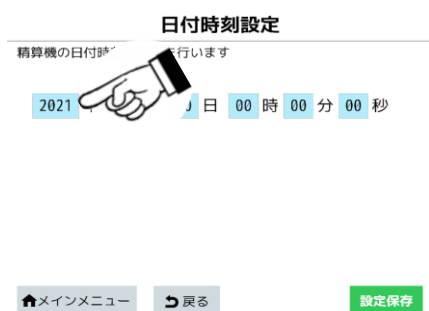 日付時刻設定
精算機の日付時 行います
2021 日 00 時 00 分 00 秒
メインメニュー 戻る 設定保存